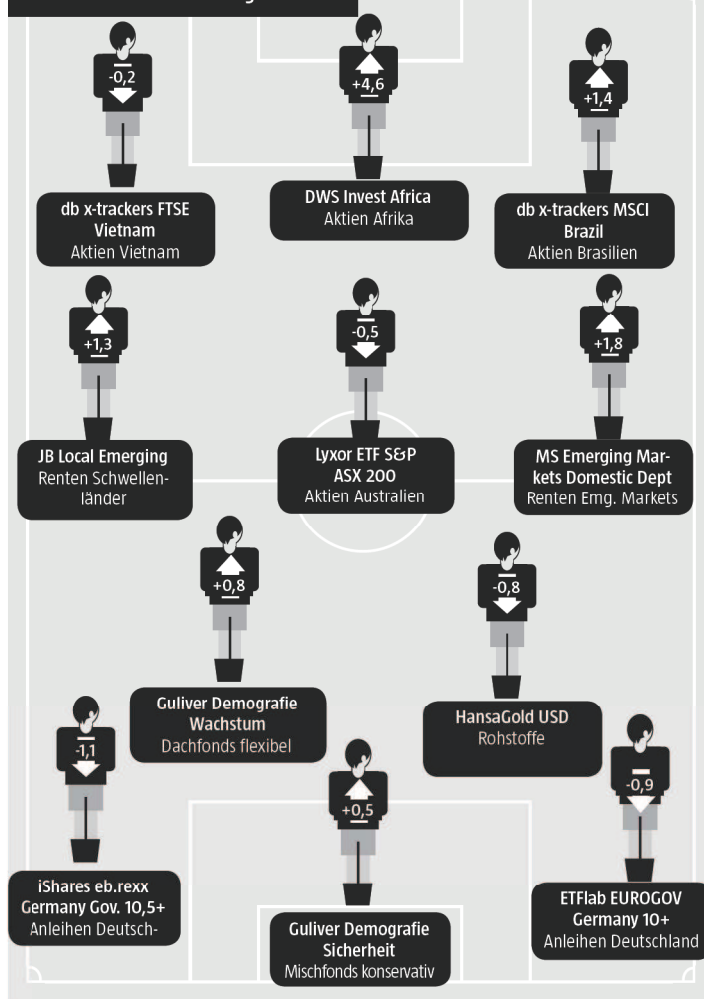 -0,2
+4,6
+1,4
db x-trackers FTSE
Vietnam
Aktien Vietnam
DWS Invest Africa
Aktien Afrika
db x-trackers MSCI
Brazil
Aktien Brasilien
+1,3
-0,5
+1,8
JB Local Emerging
Renten Schwellen-
länder
Lyxor ETF S&P
ASX 200
Aktien Australien
MS Emerging Mar-
kets Domestic Dept
Renten Emg. Markets
+0,8
-0,8
Guliver Demografie
Wachstum
Dachfonds flexibel
HansaGold USD
Rohstoffe
-1,1
+0,5
-0,9
iShares eb.rexx
Germany Gov. 10,5+
Anleihen Deutsch-
Guliver Demografie
Sicherheit
Mischfonds konservativ
ETFlab EUROGOV
Germany 10+
Anleihen Deutschland